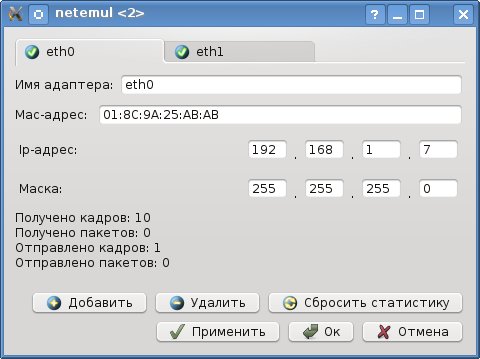 netemul <2>
eth0 eth1
Имя адаптера: eth0
Мас-адрес: 01:8C:9A:25:AB:AB
Ip-адрес: 192 . 168 . 1 . 7
Маска: 255 . 255 . 255 . 0
Получено кадров: 10
Получено пакетов: 0
Отправлено кадров: 1
Отправлено пакетов: 0
Добавить Удалить Сбросить статистику
Применить Ок Отмена